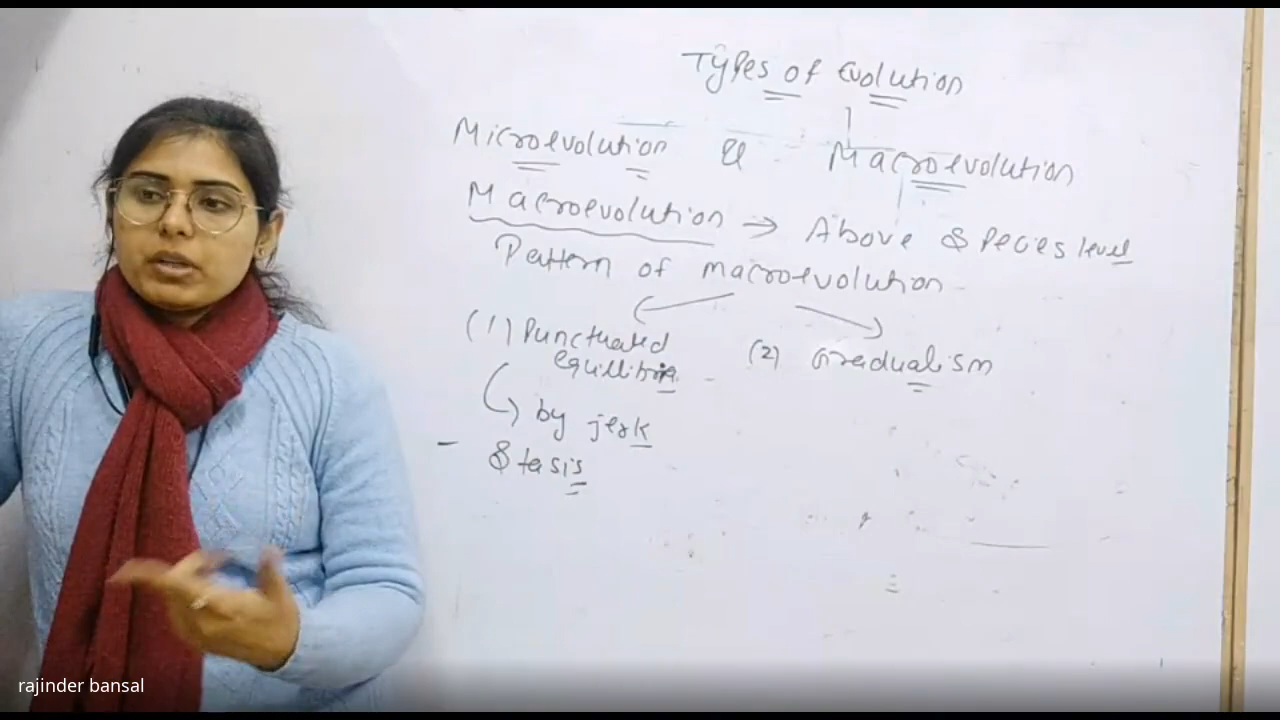 Types of Evolution
Microevolution & Macroevolution
Macroevolution → Above Species level
Pattern of macroevolution
(1) Punctuated equillibria
(2) Gradualism
by jerk
- Stasis
rajinder bansal